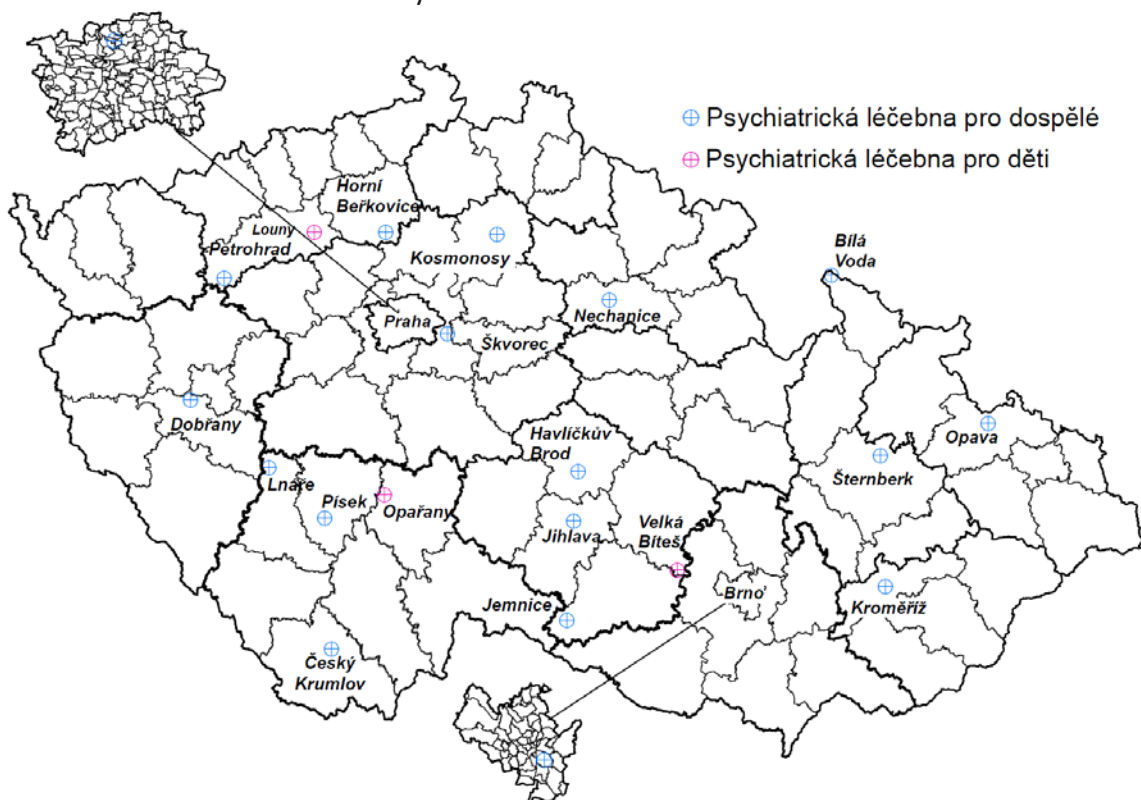 Psychiatrická léčebna pro dospělé
Psychiatrická léčebna pro děti
Horní
Beřkovice
Louny
Petrohrad
Kosmonosy
Bílá
Voda
Praha
Škvorec
Nechanice
Dobřany
Havlíčkův
Brod
Opava
Lnáře
Šternberk
Písek
Opařany
Velká
Bíteš
Jihlava
Brno
Jemnice
Kroměříž
Český
Krumlov